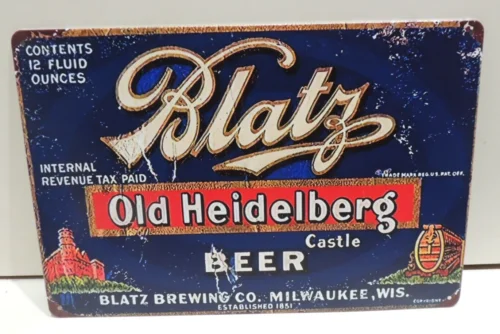 CONTENTS
12 FLUID
OUNCES
Blatz
TRADE MARK REG. U.S. PAT. OFF.
INTERNAL
REVENUE TAX PAID
Old Heidelberg
Castle
BEER
BLATZ BREWING CO. MILWAUKEE, WIS.
ESTABLISHED 1851
COPYRIGHT